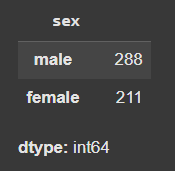 sex
male 288
female 211
dtype: int64